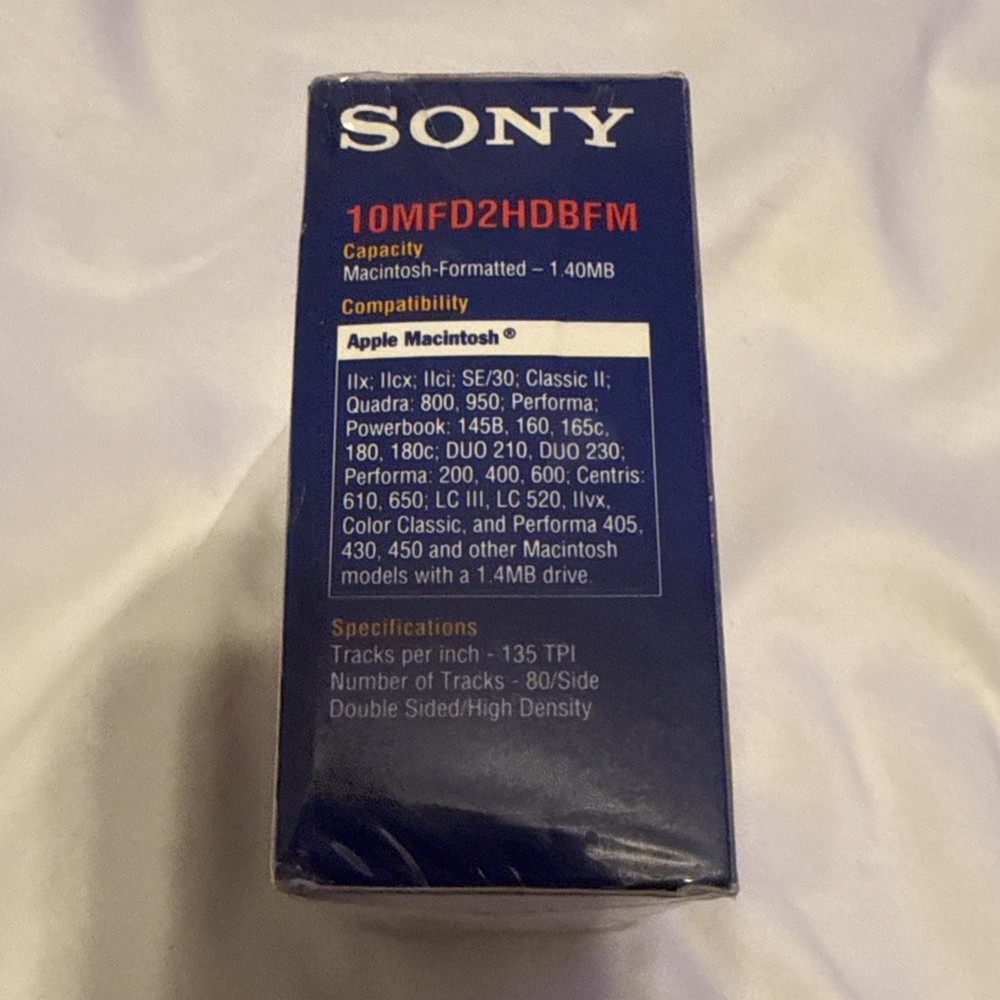 SONY
10MFD2HDBFM
Capacity
Macintosh-Formatted – 1.40MB
Compatibility
Apple Macintosh®
IIx; IIcx; IIci; SE/30; Classic II;
Quadra: 800, 950; Performa;
Powerbook: 145B, 160, 165c,
180, 180c; DUO 210, DUO 230;
Performa: 200, 400, 600; Centris:
610, 650; LC III, LC 520, IIvx,
Color Classic, and Performa 405,
430, 450 and other Macintosh
models with a 1.4MB drive.
Specifications
Tracks per inch - 135 TPI
Number of Tracks - 80/Side
Double Sided/High Density